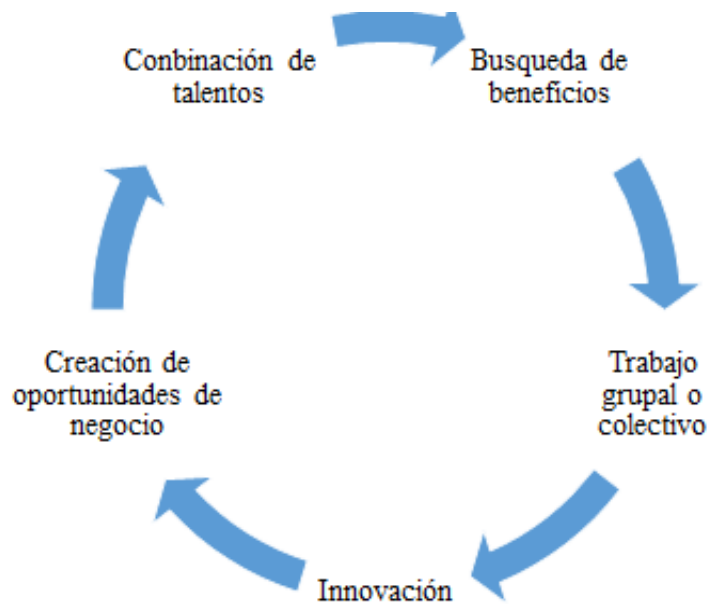 Conbinación de
talentos
Busqueda de
beneficios
Trabajo
grupal o
colectivo
Innovación
Creación de
oportunidades de
negocio